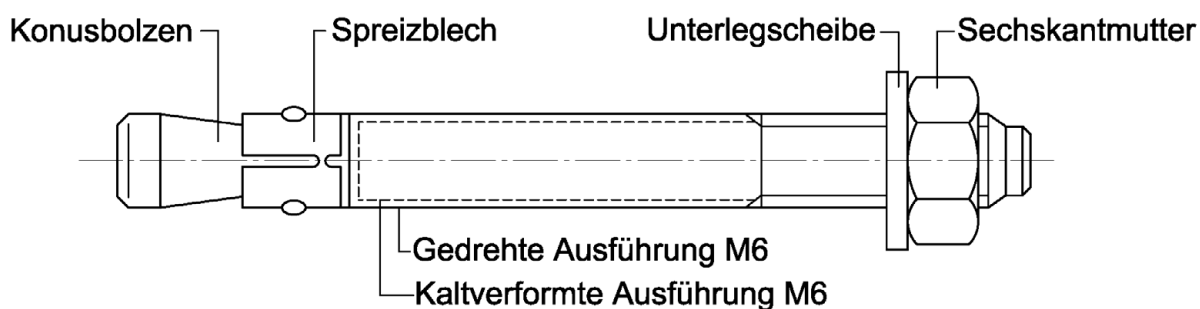 Konusbolzen
Spreizblech
Unterlegscheibe
Sechskantmutter
Gedrehte Ausführung M6
Kaltverformte Ausführung M6